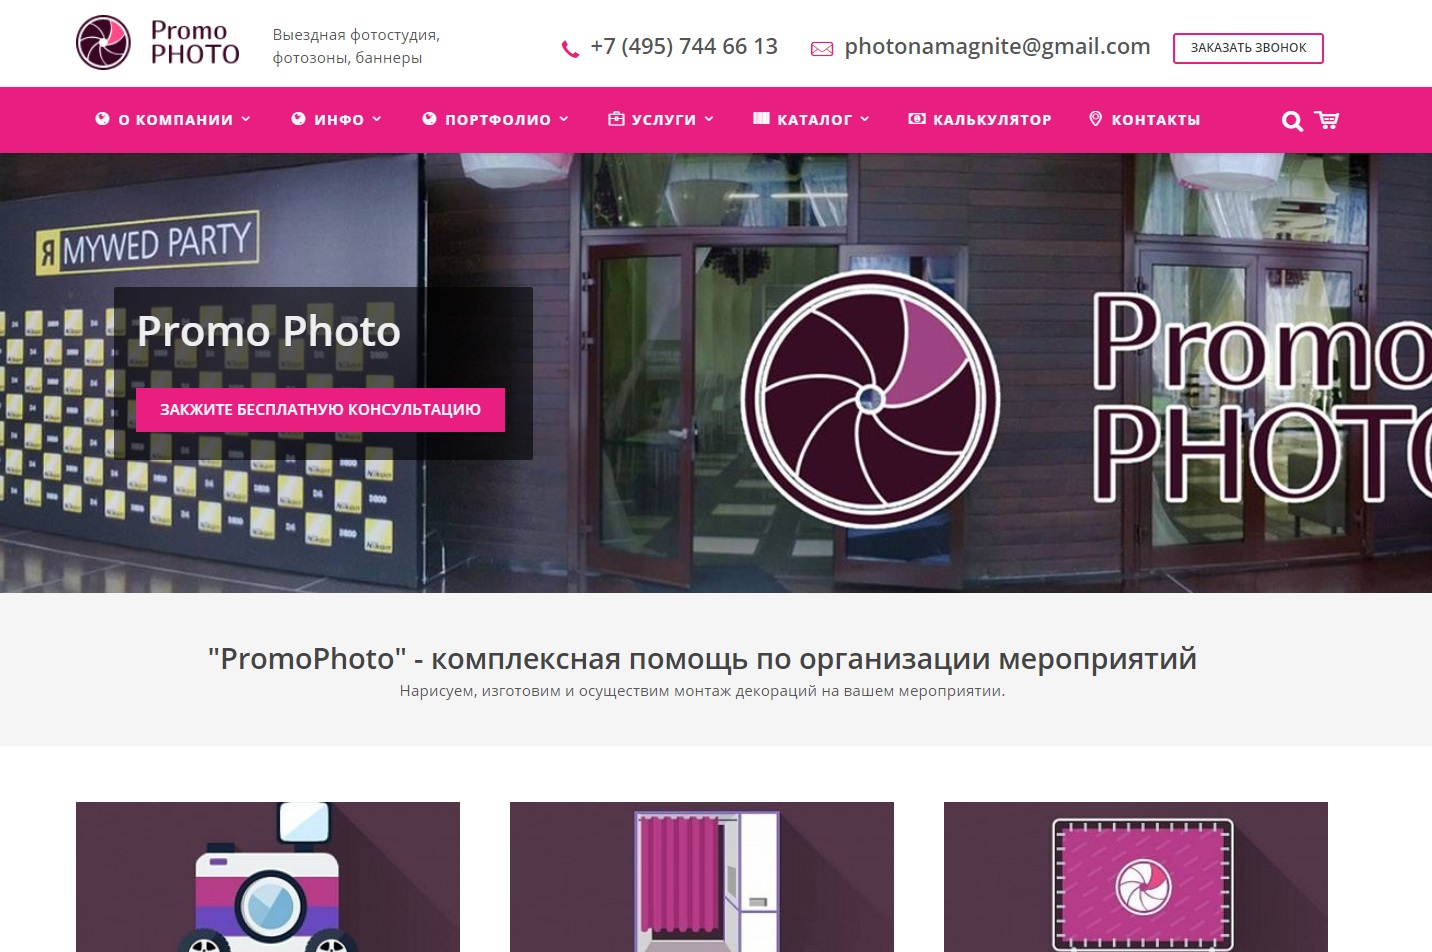 Promo
PHOTO
Выездная фотостудия,
фотозоны, баннеры
+7 (495) 744 66 13
photonamagnite@gmail.com
ЗАКАЗАТЬ ЗВОНОК
О КОМПАНИИ
ИНФО
ПОРТФОЛИО
УСЛУГИ
КАТАЛОГ
КАЛЬКУЛЯТОР
КОНТАКТЫ
Я MYWED PARTY
Promo Photo
ЗАКЖИТЕ БЕСПЛАТНУЮ КОНСУЛЬТАЦИЮ
Promo
PHOTO
"PromoPhoto" - комплексная помощь по организации мероприятий
Нарисуем, изготовим и осуществим монтаж декораций на вашем мероприятии.